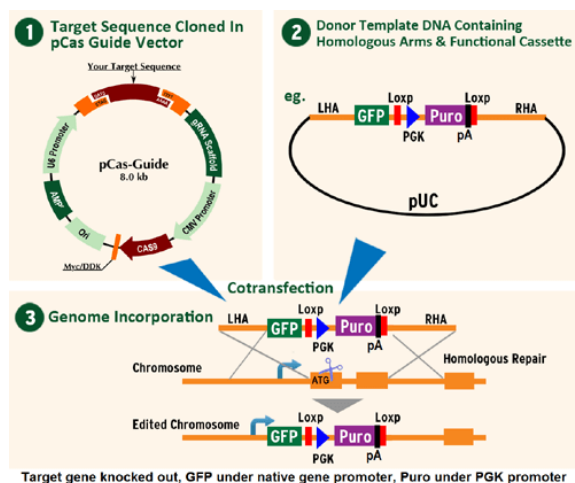 1 Target Sequence Cloned In
pCas Guide Vector
Your Target Sequence
U6 Promoter
gRNA Scaffold
pCas-Guide
8.0 kb
AMP
CMV Promoter
Ori
CAS9
Myc/DDK
2 Donor Template DNA Containing
Homologous Arms & Functional Cassette
eg.
LHA GFP Loxp Puro Loxp RHA
PGK pA
pUC
Cotransfection
3 Genome Incorporation
LHA GFP Loxp Puro Loxp RHA
PGK pA
Homologous Repair
Chromosome
ATG
Edited Chromosome
GFP Loxp Puro Loxp
PGK pA
Target gene knocked out, GFP under native gene promoter, Puro under PGK promoter